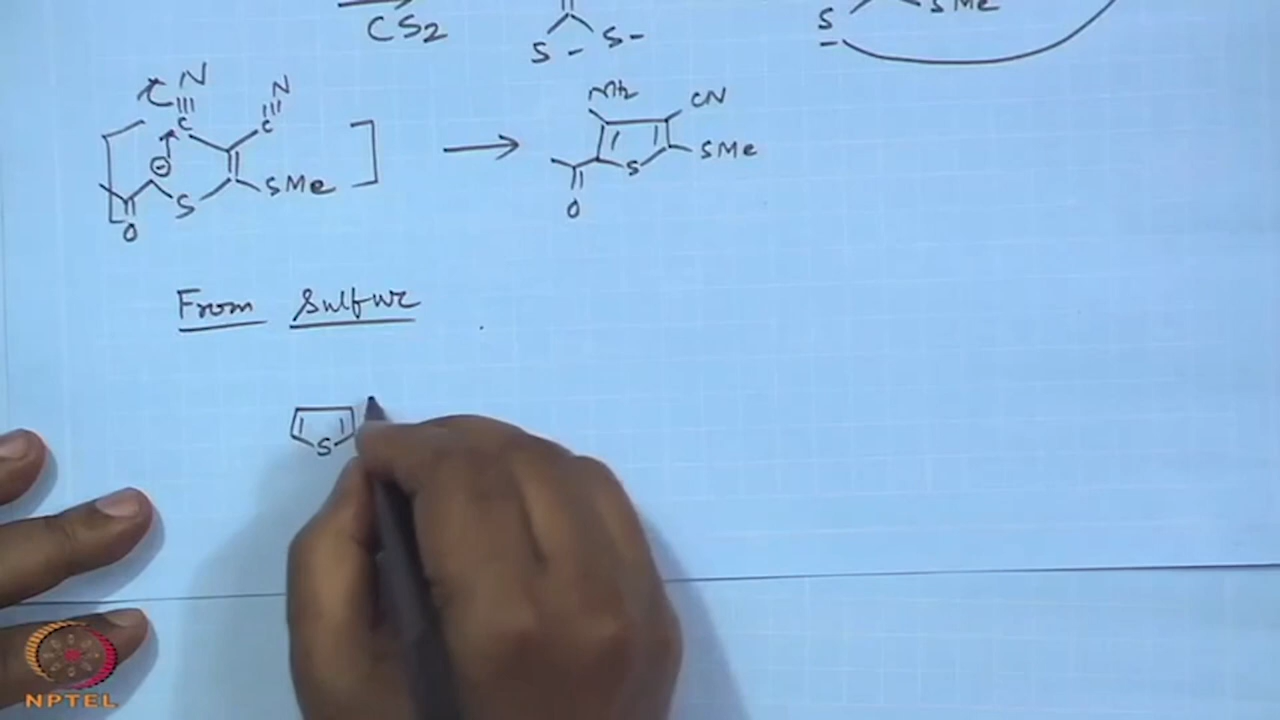 CS2
S - S -
S SMe
-
C N N
C C
⊖
S SMe
O
NH2 CN
S SMe
O
From Sulfur
S
NPTEL